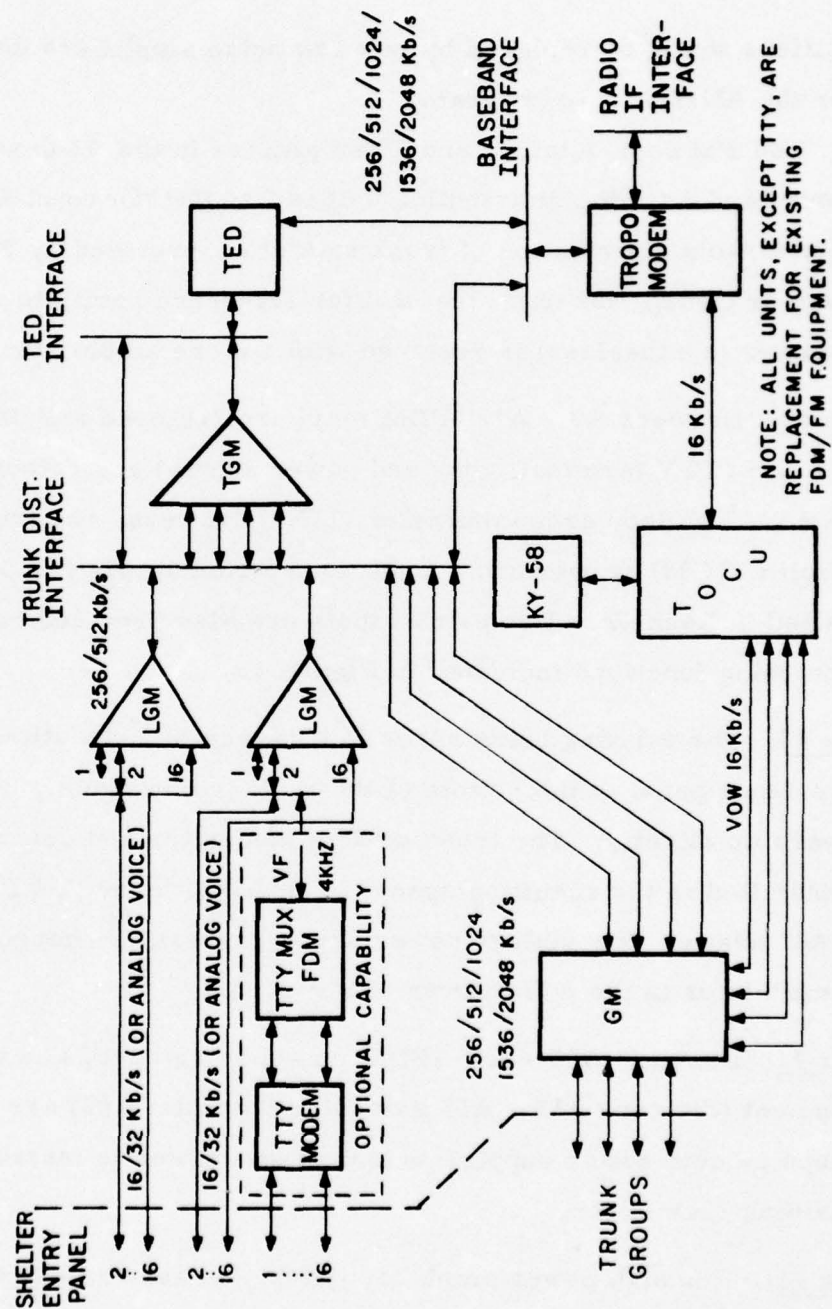 SHELTER
ENTRY
PANEL
2
16
2
16
16/32 Kb/s (OR ANALOG VOICE)
16/32 Kb/s (OR ANALOG VOICE)
TTY
MODEM
TTY MUX
FDM
OPTIONAL CAPABILITY
VF
4KHZ
1
2
16
LGM
1
2
16
LGM
256/512 Kb/s
TRUNK DIST.
INTERFACE
TGM
TED
INTERFACE
TED
256/512/1024/
1536/2048 Kb/s
BASEBAND
INTERFACE
TROPO
MODEM
RADIO
IF
INTER-
FACE
TRUNK
GROUPS
256/512/1024
1536/2048 Kb/s
GM
VOW 16 Kb/s
KY-58
TOCU
16 Kb/s
NOTE: ALL UNITS, EXCEPT TTY, ARE
REPLACEMENT FOR EXISTING
FDM/FM EQUIPMENT.